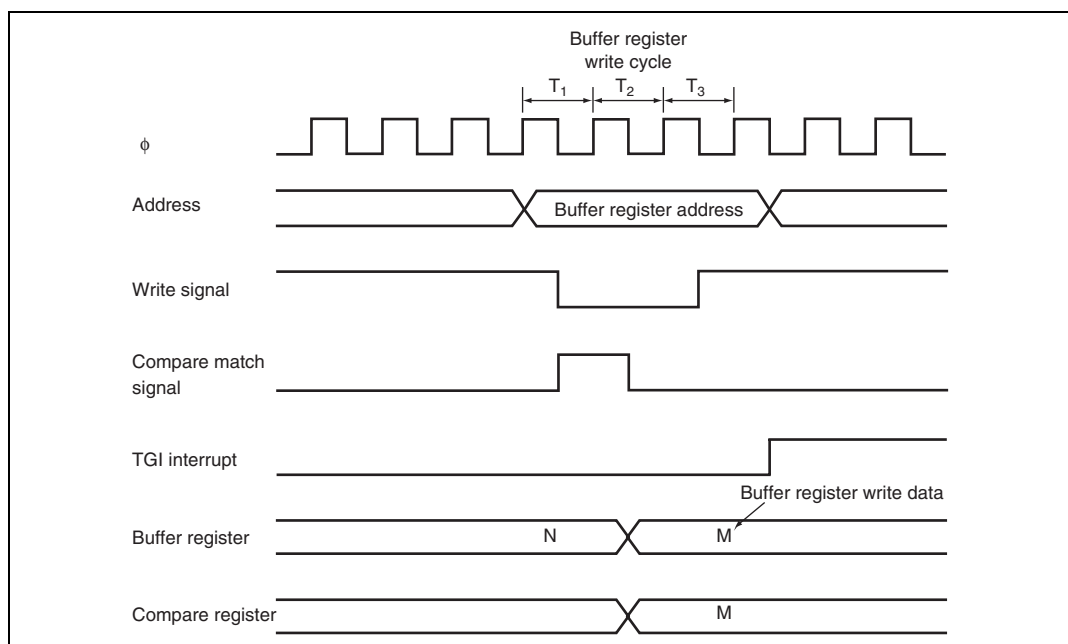 Buffer register
write cycle
T1 T2 T3
ϕ
Address
Buffer register address
Write signal
Compare match
signal
TGI interrupt
Buffer register write data
Buffer register
N M
Compare register
M